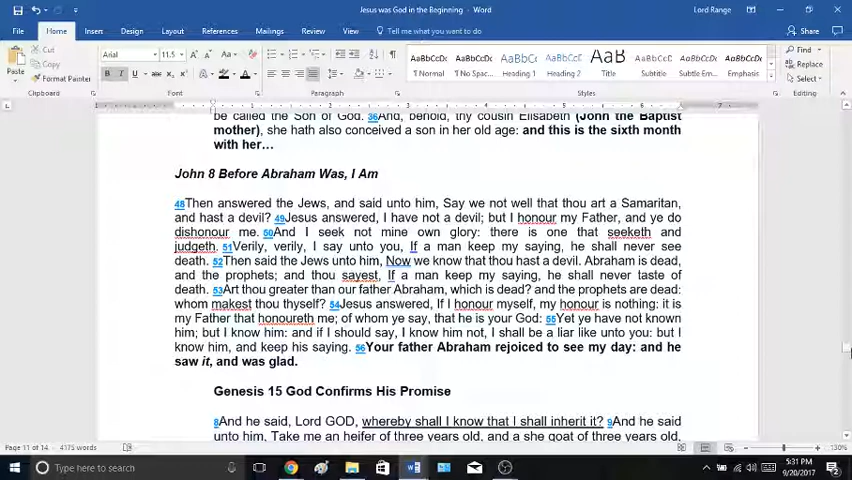 Jesus was God in the Beginning - Word
Lord Range
File Home Insert Design Layout References Mailings Review View Tell me what you want to do
Share
Cut
Copy
Format Painter
Paste
Clipboard
Arial 11.5
Font
Paragraph
AaBbCcDc AaBbCcDc AaBbCc AaBbCcD AaB AaBbCcD AaBbCcDc AaBbCcDc
¶ Normal ¶ No Spac... Heading 1 Heading 2 Title Subtitle Subtle Em... Emphasis
Styles
Find
Replace
Select
Editing
be called the Son of God. 36And, behold, thy cousin Elisabeth (John the Baptist
mother), she hath also conceived a son in her old age: and this is the sixth month
with her…
John 8 Before Abraham Was, I Am
48Then answered the Jews, and said unto him, Say we not well that thou art a Samaritan,
and hast a devil? 49Jesus answered, I have not a devil; but I honour my Father, and ye do
dishonour me. 50And I seek not mine own glory: there is one that seeketh and
judgeth. 51Verily, verily, I say unto you, If a man keep my saying, he shall never see
death. 52Then said the Jews unto him, Now we know that thou hast a devil. Abraham is dead,
and the prophets; and thou sayest, If a man keep my saying, he shall never taste of
death. 53Art thou greater than our father Abraham, which is dead? and the prophets are dead:
whom makest thou thyself? 54Jesus answered, If I honour myself, my honour is nothing: it is
my Father that honoureth me; of whom ye say, that he is your God: 55Yet ye have not known
him; but I know him: and if I should say, I know him not, I shall be a liar like unto you: but I
know him, and keep his saying. 56Your father Abraham rejoiced to see my day: and he
saw it, and was glad.
Genesis 15 God Confirms His Promise
8And he said, Lord GOD, whereby shall I know that I shall inherit it? 9And he said
unto him, Take me an heifer of three years old, and a she goat of three years old,
Page 11 of 14 4175 words
130%
Type here to search
5:31 PM
9/20/2017